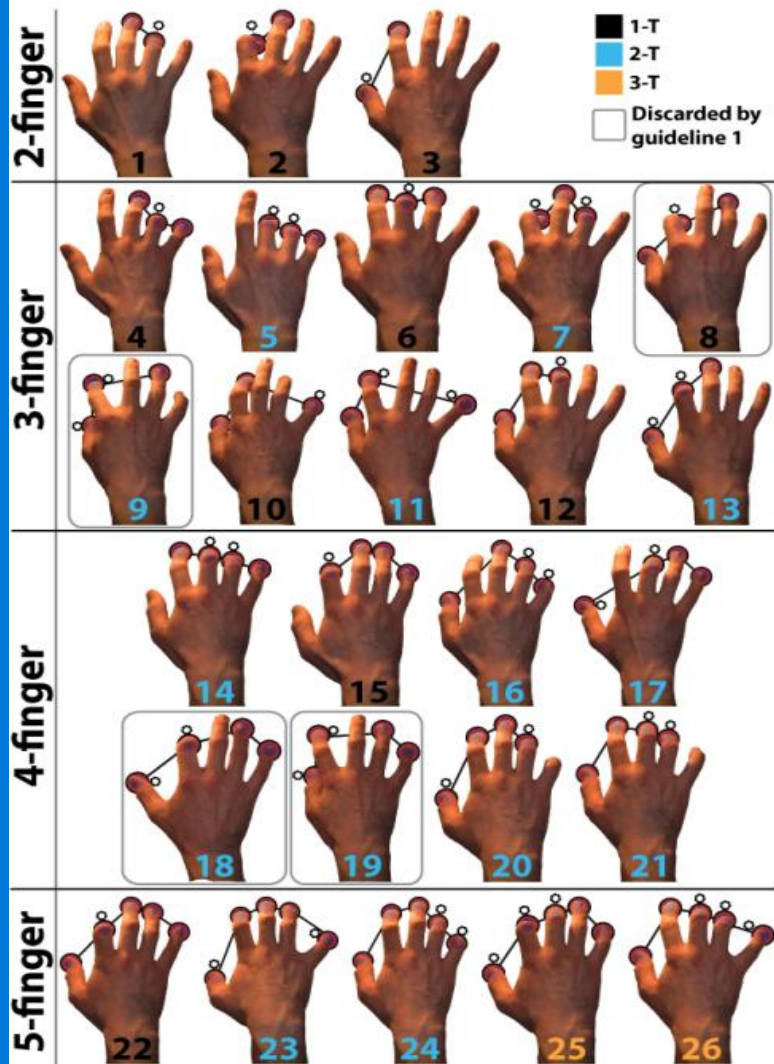 2-finger
1-T
2-T
3-T
Discarded by
guideline 1
1 2 3
3-finger
4 5 6 7 8
9 10 11 12 13
4-finger
14 15 16 17
18 19 20 21
5-finger
22 23 24 25 26